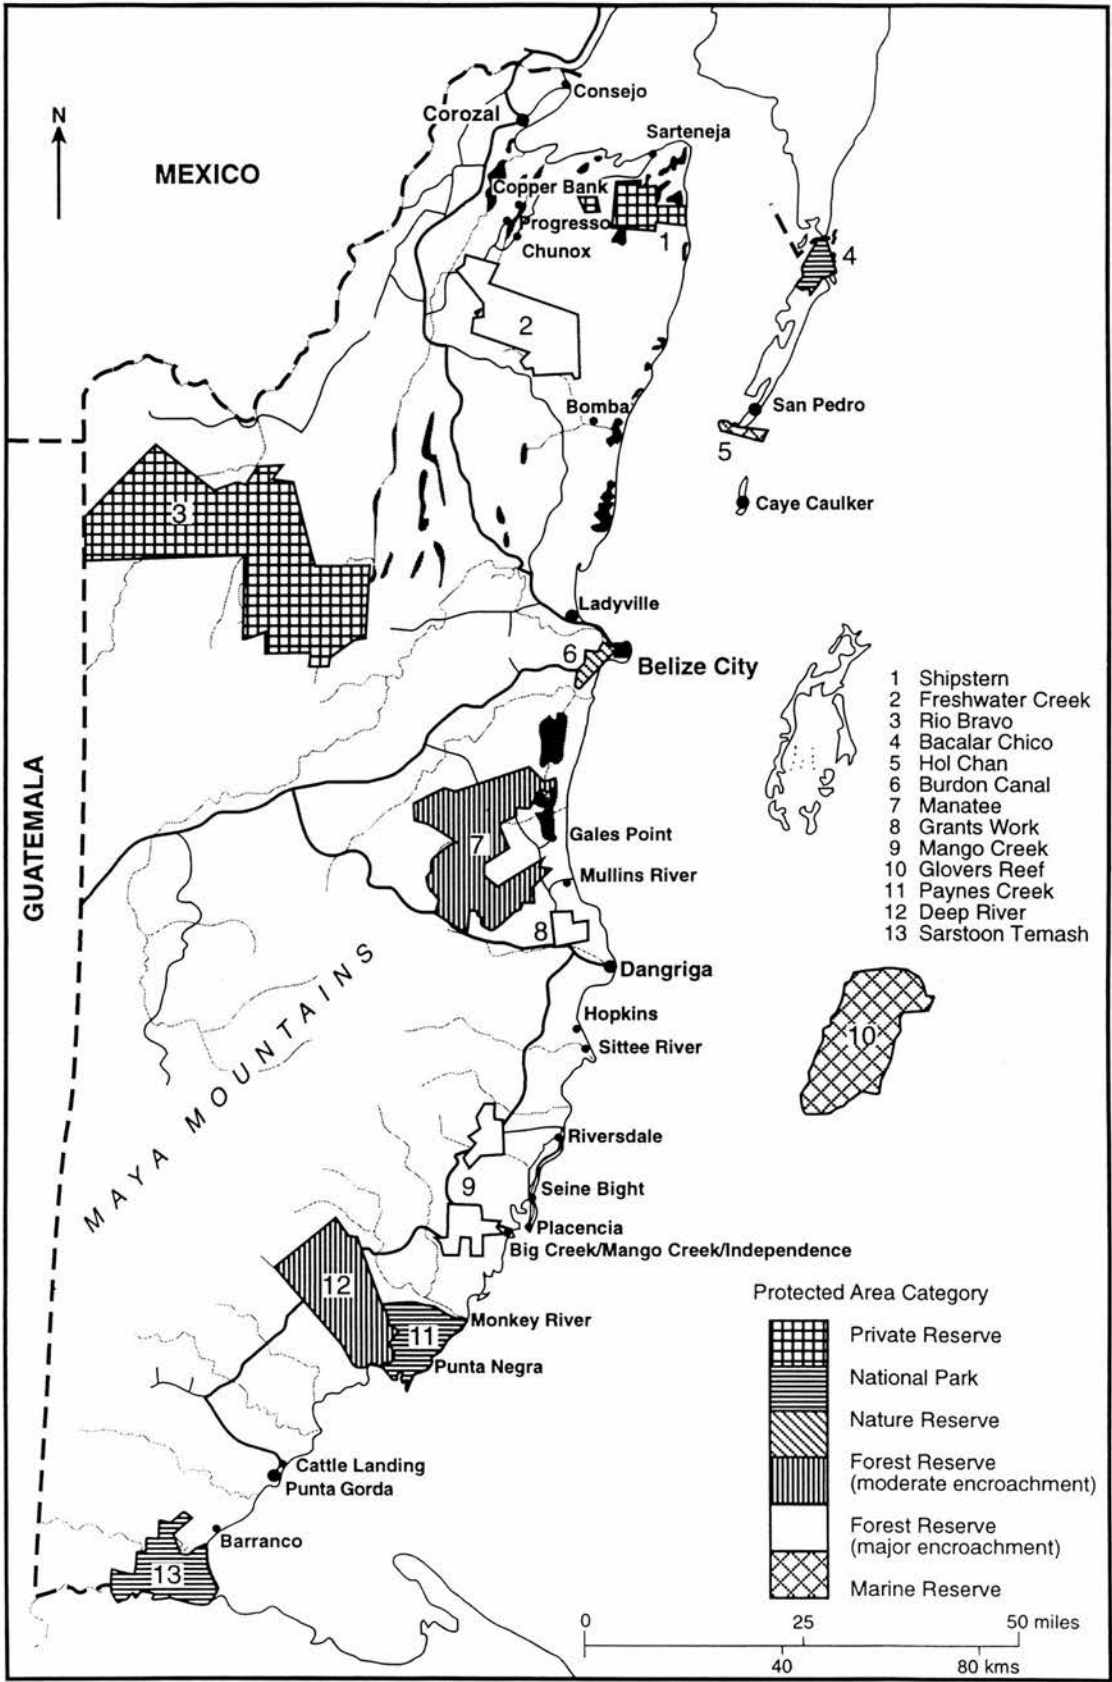 N
MEXICO
Corozal
Consejo
Sarteneja
Copper Bank
Progresso
Chunox
1
4
2
Bomba
San Pedro
5
Caye Caulker
3
Ladyville
6
Belize City
GUATEMALA
7
Gales Point
Mullins River
8
Dangriga
MAYA MOUNTAINS
Hopkins
Sittee River
10
Riversdale
9
Seine Bight
Placencia
Big Creek/Mango Creek/Independence
12
11
Monkey River
Punta Negra
Cattle Landing
Punta Gorda
Barranco
13
1 Shipstern
2 Freshwater Creek
3 Rio Bravo
4 Bacalar Chico
5 Hol Chan
6 Burdon Canal
7 Manatee
8 Grants Work
9 Mango Creek
10 Glovers Reef
11 Paynes Creek
12 Deep River
13 Sarstoon Temash
Protected Area Category
Private Reserve
National Park
Nature Reserve
Forest Reserve
(moderate encroachment)
Forest Reserve
(major encroachment)
Marine Reserve
0 25 50 miles
40 80 kms